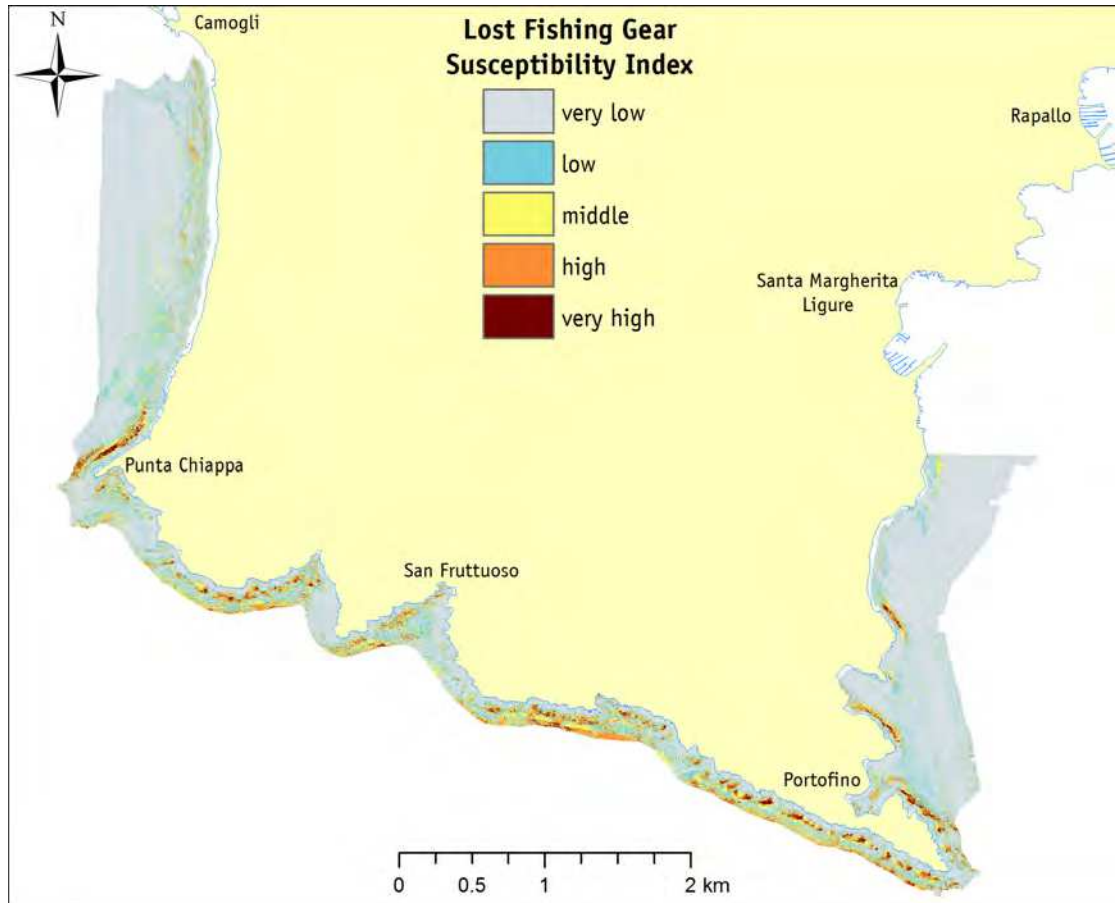 N
Camogli
Lost Fishing Gear
Susceptibility Index
very low
low
middle
high
very high
Rapallo
Santa Margherita
Ligure
Punta Chiappa
San Fruttuoso
Portofino
0 0.5 1 2 km